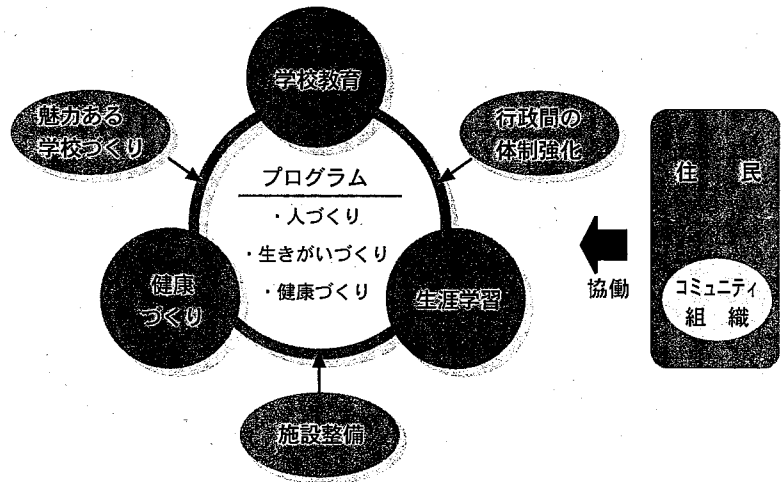 学校教育
魅力ある
学校づくり
行政間の
体制強化
プログラム
・人づくり
・生きがいづくり
・健康づくり
健康
づくり
生涯学習
施設整備
協働
住 民
コミュニティ
組 織